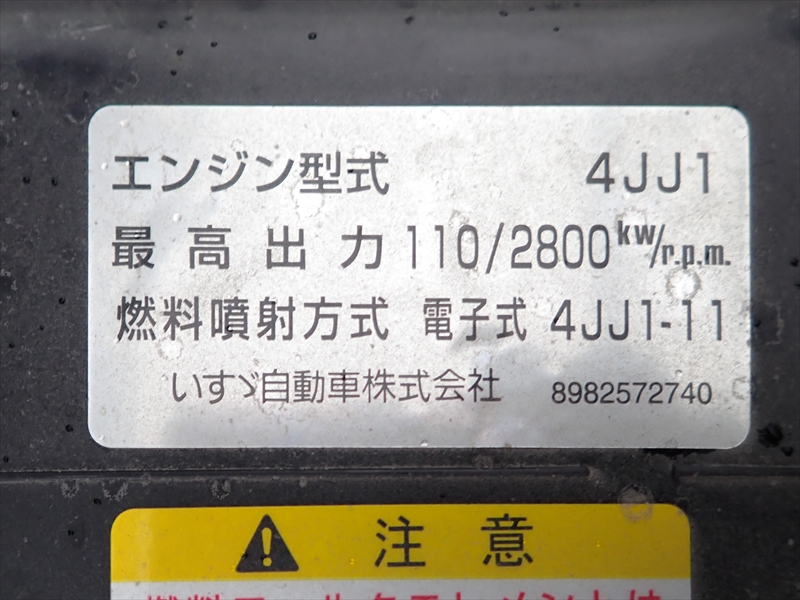 エンジン型式 4JJ1
最高出力 110/2800 kw/r.p.m.
燃料噴射方式 電子式 4JJ1-11
いすゞ自動車株式会社 8982572740
注意